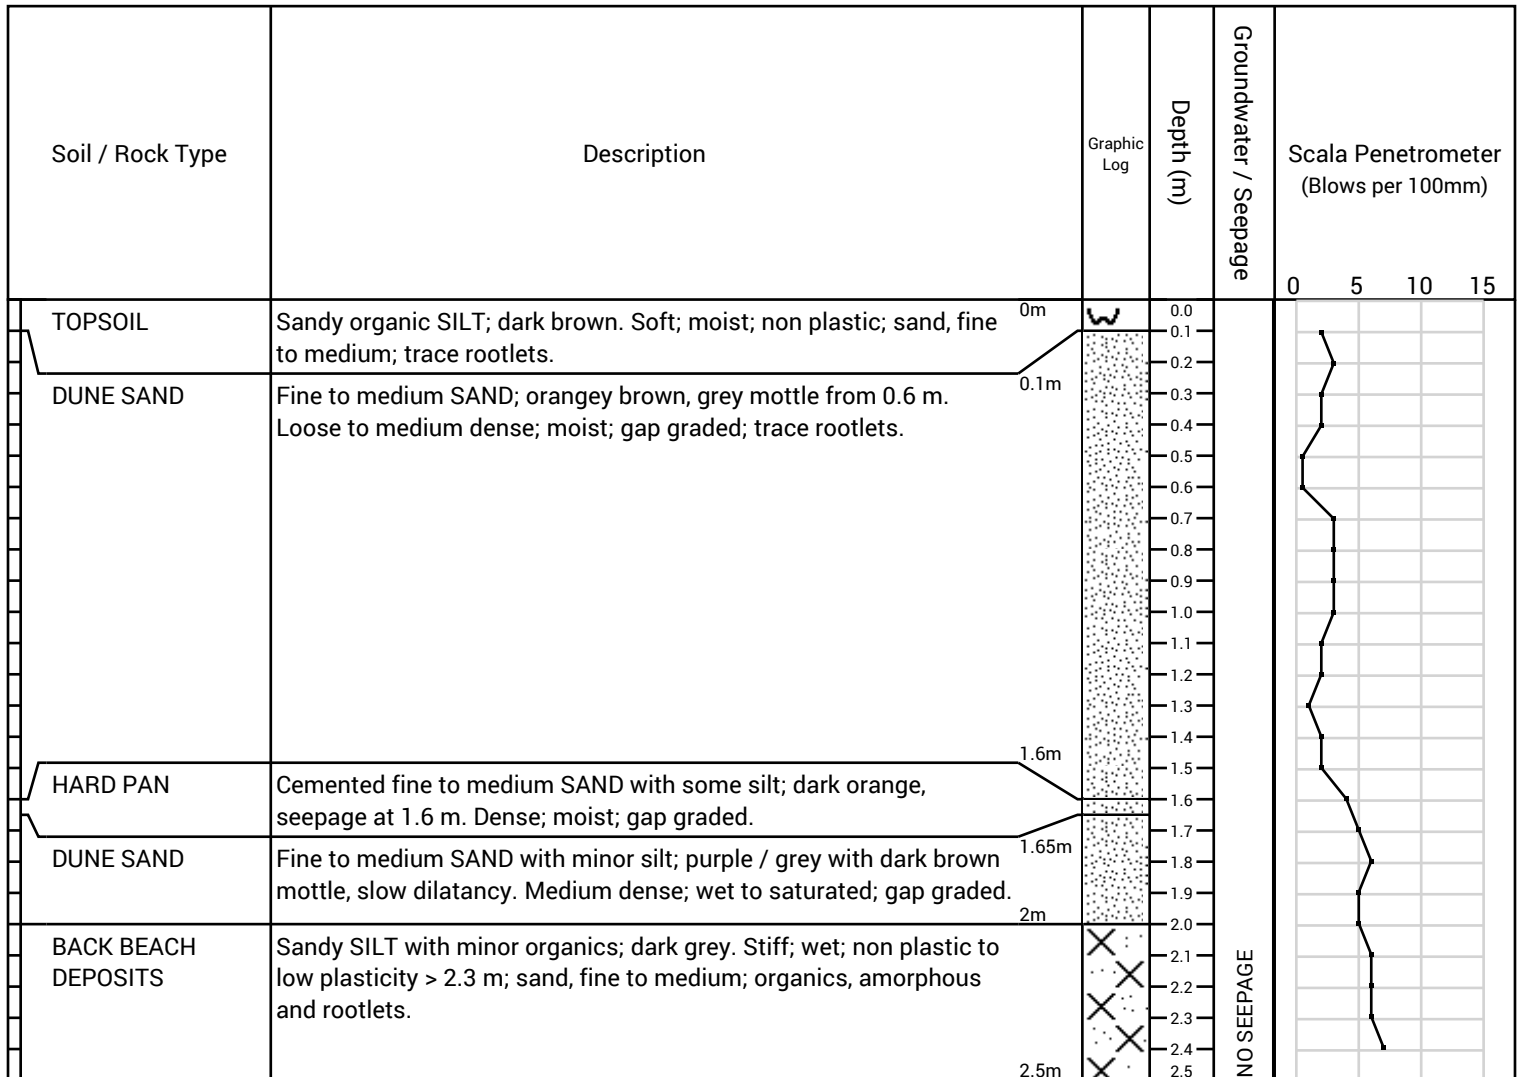 Soil / Rock Type
Description
Graphic
Log
Depth (m)
Groundwater / Seepage
Scala Penetrometer
(Blows per 100mm)
0 5 10 15
TOPSOIL
Sandy organic SILT; dark brown. Soft; moist; non plastic; sand, fine
to medium; trace rootlets.
0m
0.1m
DUNE SAND
Fine to medium SAND; orangey brown, grey mottle from 0.6 m.
Loose to medium dense; moist; gap graded; trace rootlets.
1.6m
HARD PAN
Cemented fine to medium SAND with some silt; dark orange,
seepage at 1.6 m. Dense; moist; gap graded.
1.65m
DUNE SAND
Fine to medium SAND with minor silt; purple / grey with dark brown
mottle, slow dilatancy. Medium dense; wet to saturated; gap graded.
2m
BACK BEACH
DEPOSITS
Sandy SILT with minor organics; dark grey. Stiff; wet; non plastic to
low plasticity > 2.3 m; sand, fine to medium; organics, amorphous
and rootlets.
2.5m
0.0
0.1
0.2
0.3
0.4
0.5
0.6
0.7
0.8
0.9
1.0
1.1
1.2
1.3
1.4
1.5
1.6
1.7
1.8
1.9
2.0
2.1
2.2
2.3
2.4
2.5
NO SEEPAGE